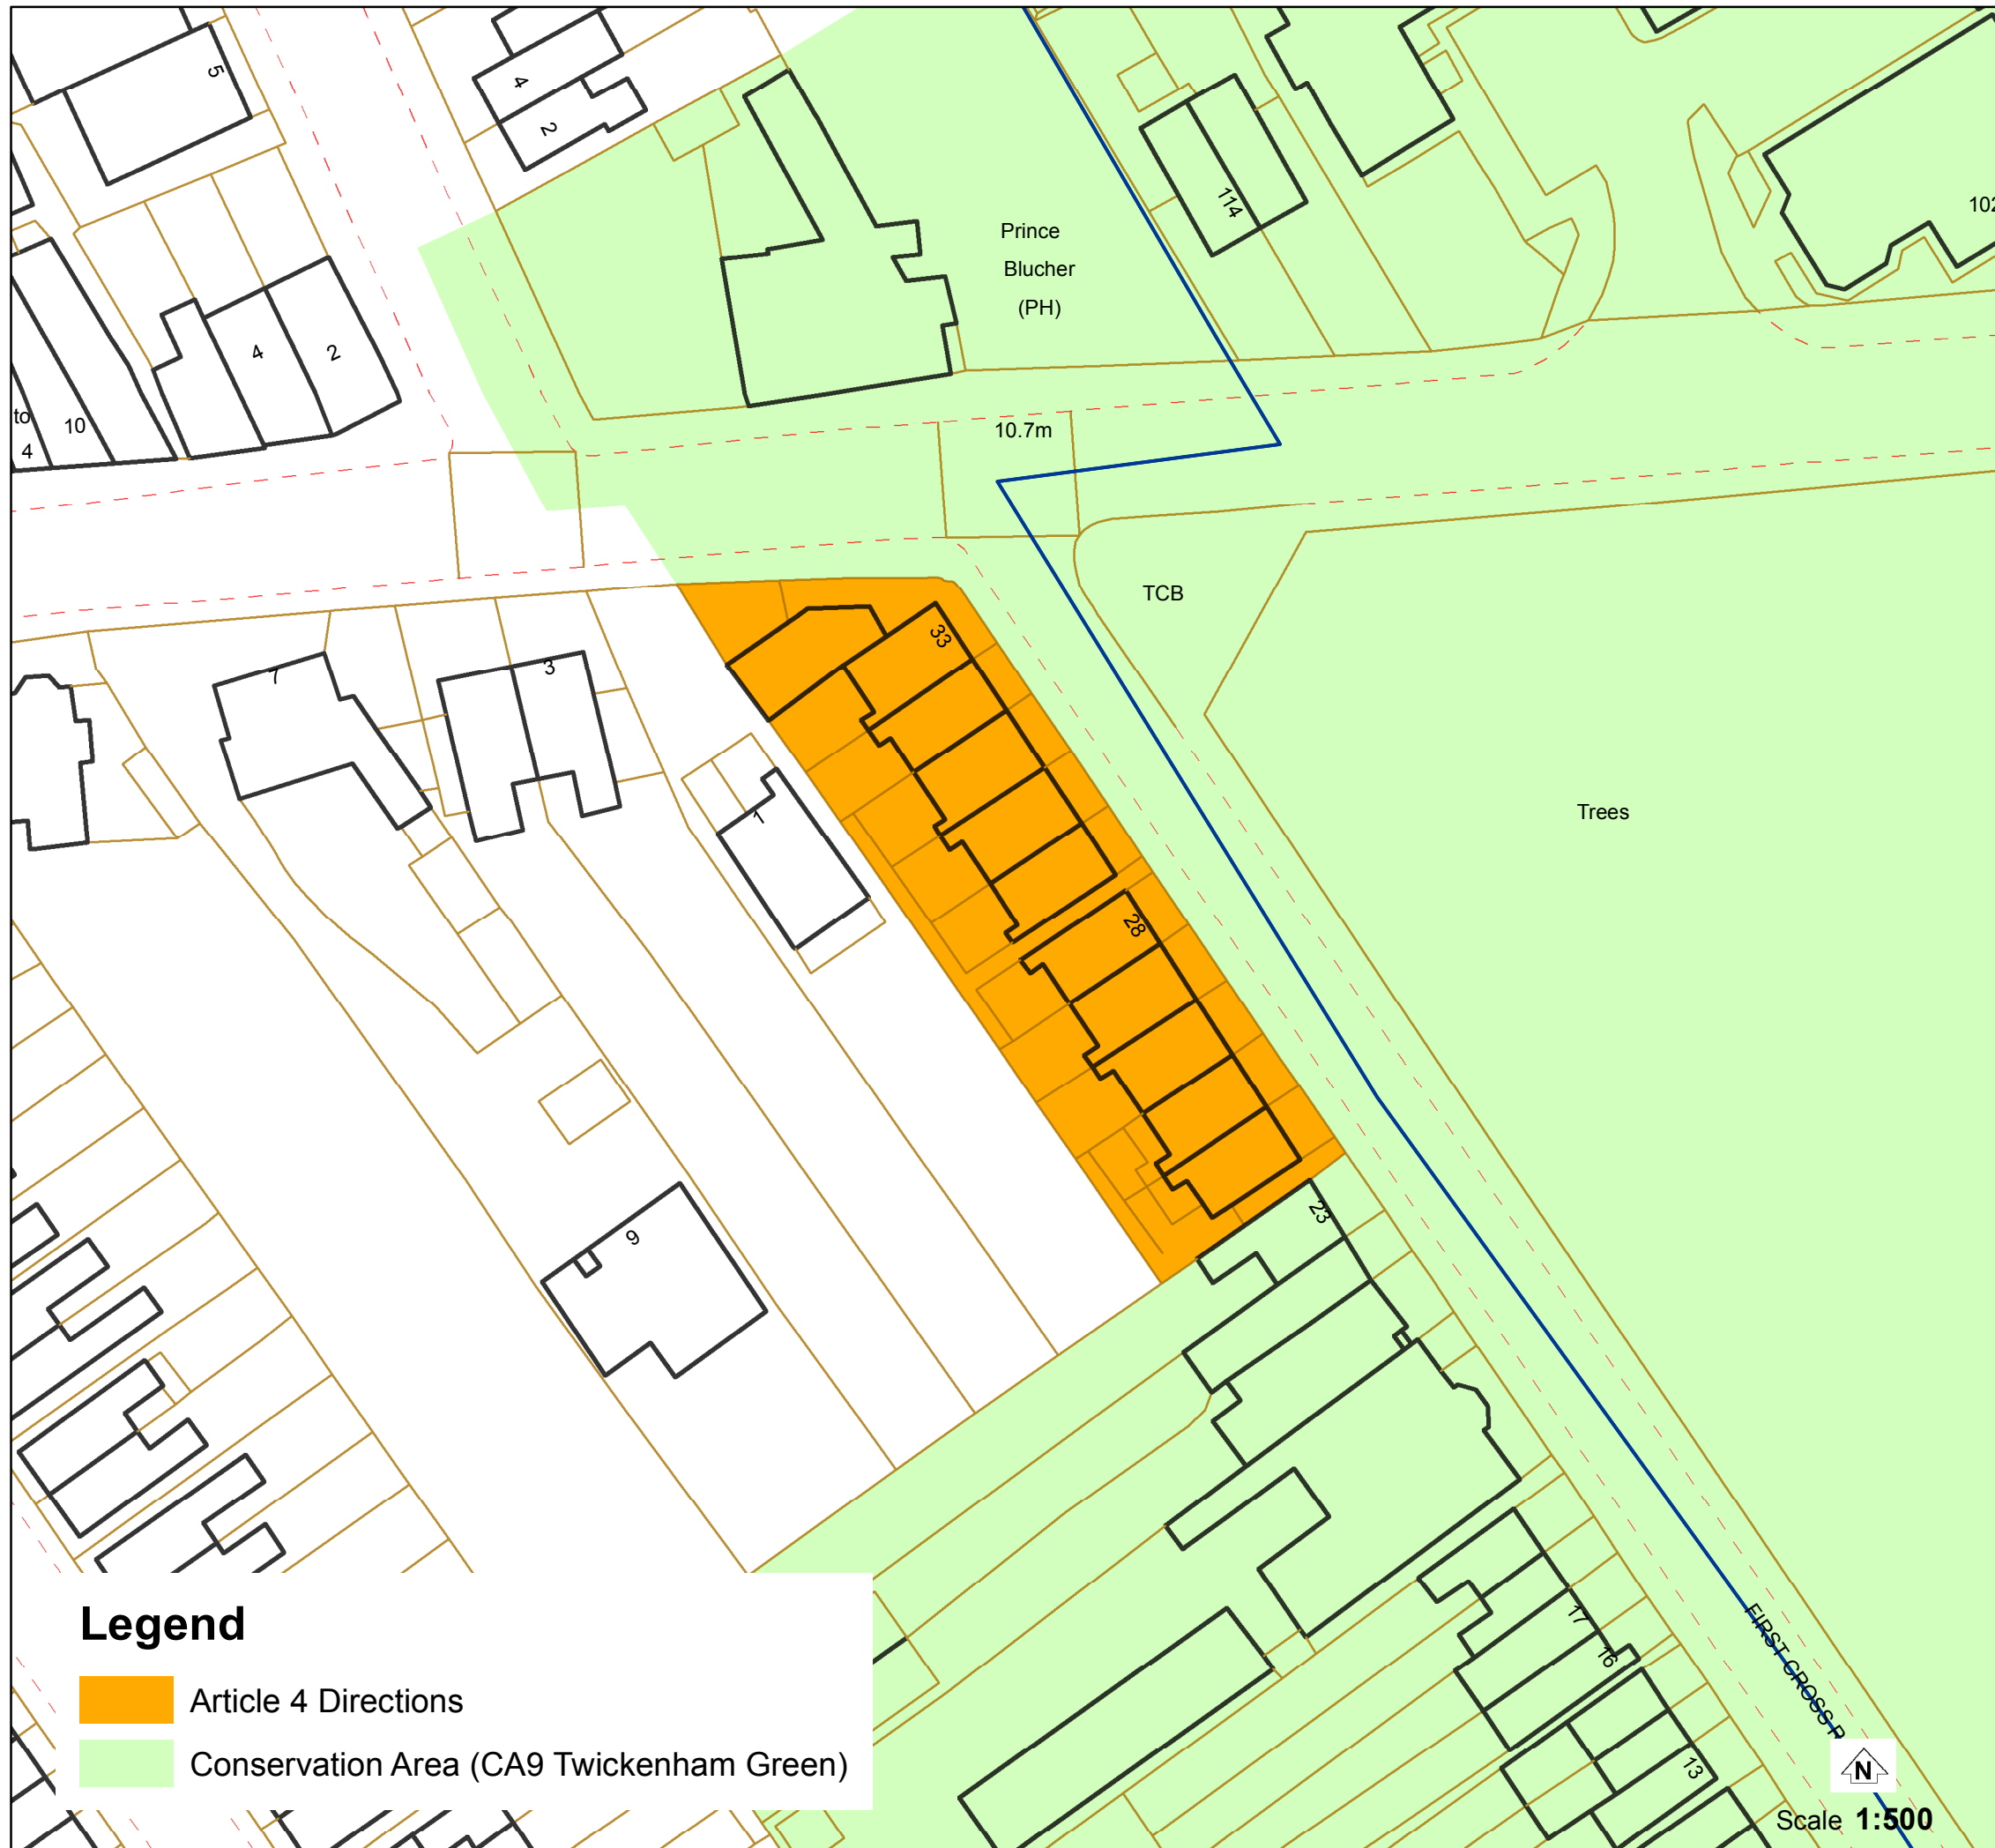 5
4
2
114
102
Prince
Blucher
(PH)
4
2
to
10
4
10.7m
TCB
33
7
3
1
Trees
28
23
9
17
16
FIRST CROSS R
13
Legend
Article 4 Directions
Conservation Area (CA9 Twickenham Green)
N
Scale 1:500